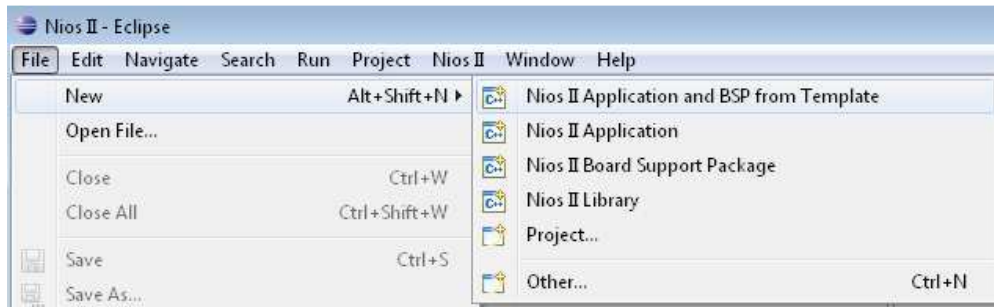 Nios II - Eclipse
File Edit Navigate Search Run Project Nios II Window Help
New Alt+Shift+N
Open File...
Close Ctrl+W
Close All Ctrl+Shift+W
Save Ctrl+S
Save As...
Nios II Application and BSP from Template
Nios II Application
Nios II Board Support Package
Nios II Library
Project...
Other... Ctrl+N